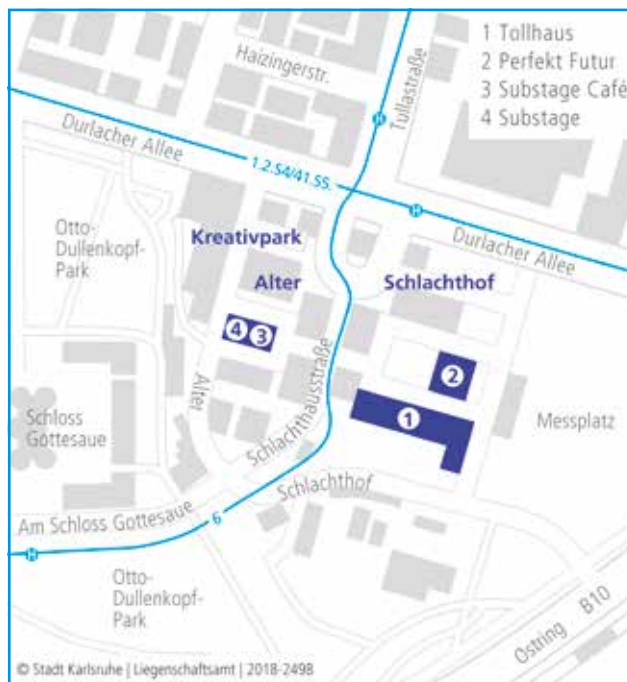 1 Tollhaus
2 Perfekt Futur
3 Substage Café
4 Substage
Haizingerstr.
Tullastraße
H
Durlacher Allee
1.2.S4/41.S5.
H
Durlacher Allee
Otto-
Dullenkopf-
Park
Kreativpark
Alter
Schlachthof
4 3
2
1
Alter
Schlachthausstraße
Messplatz
Schloss
Gottesaue
Schlachthof
Am Schloss Gottesaue
6
H
Otto-
Dullenkopf-
Park
Ostring
B10
© Stadt Karlsruhe | Liegenschaftsamt | 2018-2498